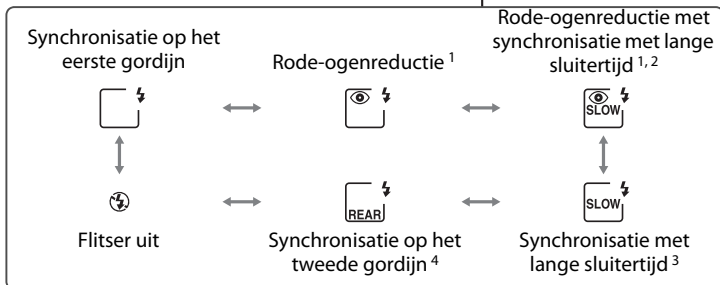 Synchronisatie op het
eerste gordijn
Rode-ogenreductie 1
Rode-ogenreductie met
synchronisatie met lange
sluitertijd 1, 2
SLOW
REAR
SLOW
Flitser uit
Synchronisatie op het
tweede gordijn 4
Synchronisatie met
lange sluitertijd 3